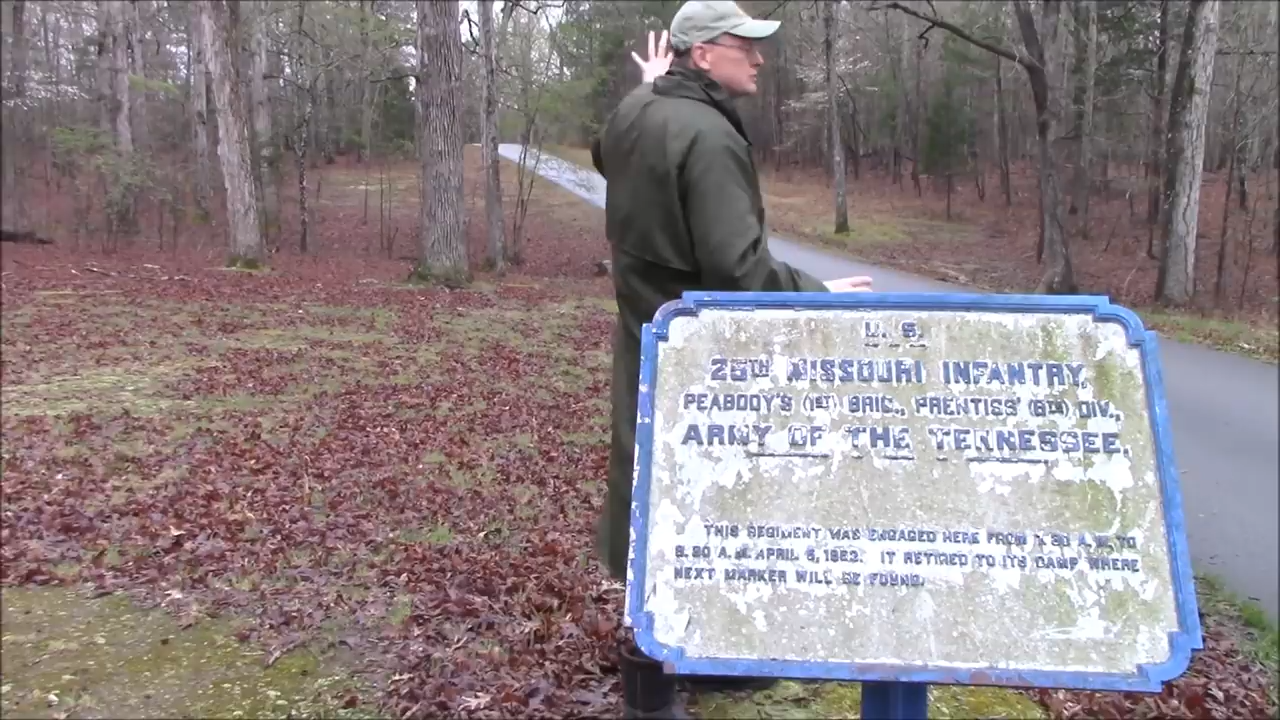 U. S.
25TH MISSOURI INFANTRY,
PEABODY'S (1ST) BRIG., PRENTISS' (6TH) DIV.,
ARMY OF THE TENNESSEE.
THIS REGIMENT WAS ENGAGED HERE FROM 7.30 A.M. TO
8.30 A.M. APRIL 6, 1862. IT RETIRED TO ITS CAMP WHERE
NEXT MARKER WILL BE FOUND.